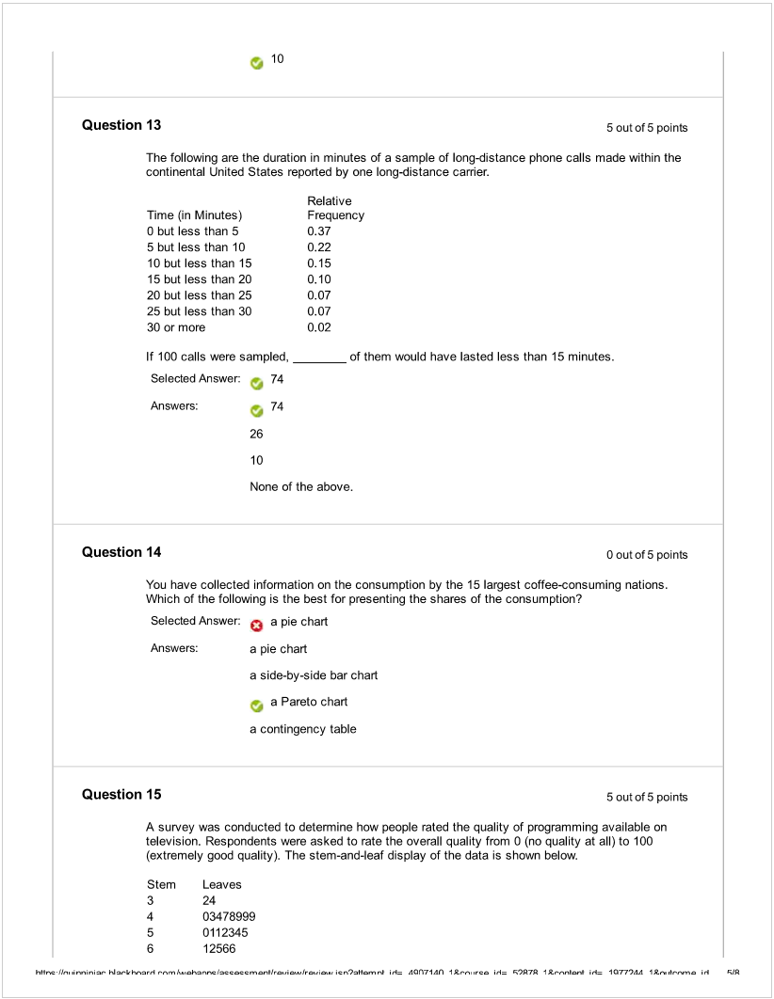 10
Question 13
5 out of 5 points
The following are the duration in minutes of a sample of long-distance phone calls made within the
continental United States reported by one long-distance carrier.
Relative
Time (in Minutes) Frequency
0 but less than 5 0.37
5 but less than 10 0.22
10 but less than 15 0.15
15 but less than 20 0.10
20 but less than 25 0.07
25 but less than 30 0.07
30 or more 0.02
If 100 calls were sampled, ________ of them would have lasted less than 15 minutes.
Selected Answer: 74
Answers: 74
26
10
None of the above.
Question 14
0 out of 5 points
You have collected information on the consumption by the 15 largest coffee-consuming nations.
Which of the following is the best for presenting the shares of the consumption?
Selected Answer: a pie chart
Answers: a pie chart
a side-by-side bar chart
a Pareto chart
a contingency table
Question 15
5 out of 5 points
A survey was conducted to determine how people rated the quality of programming available on
television. Respondents were asked to rate the overall quality from 0 (no quality at all) to 100
(extremely good quality). The stem-and-leaf display of the data is shown below.
Stem Leaves
3 24
4 03478999
5 0112345
6 12566
https://quinnipiac.blackboard.com/webapps/assessment/review/review.jsp?attempt_id=_4907140_1&course_id=_52878_1&content_id=_1977244_1&outcome_id... 5/8